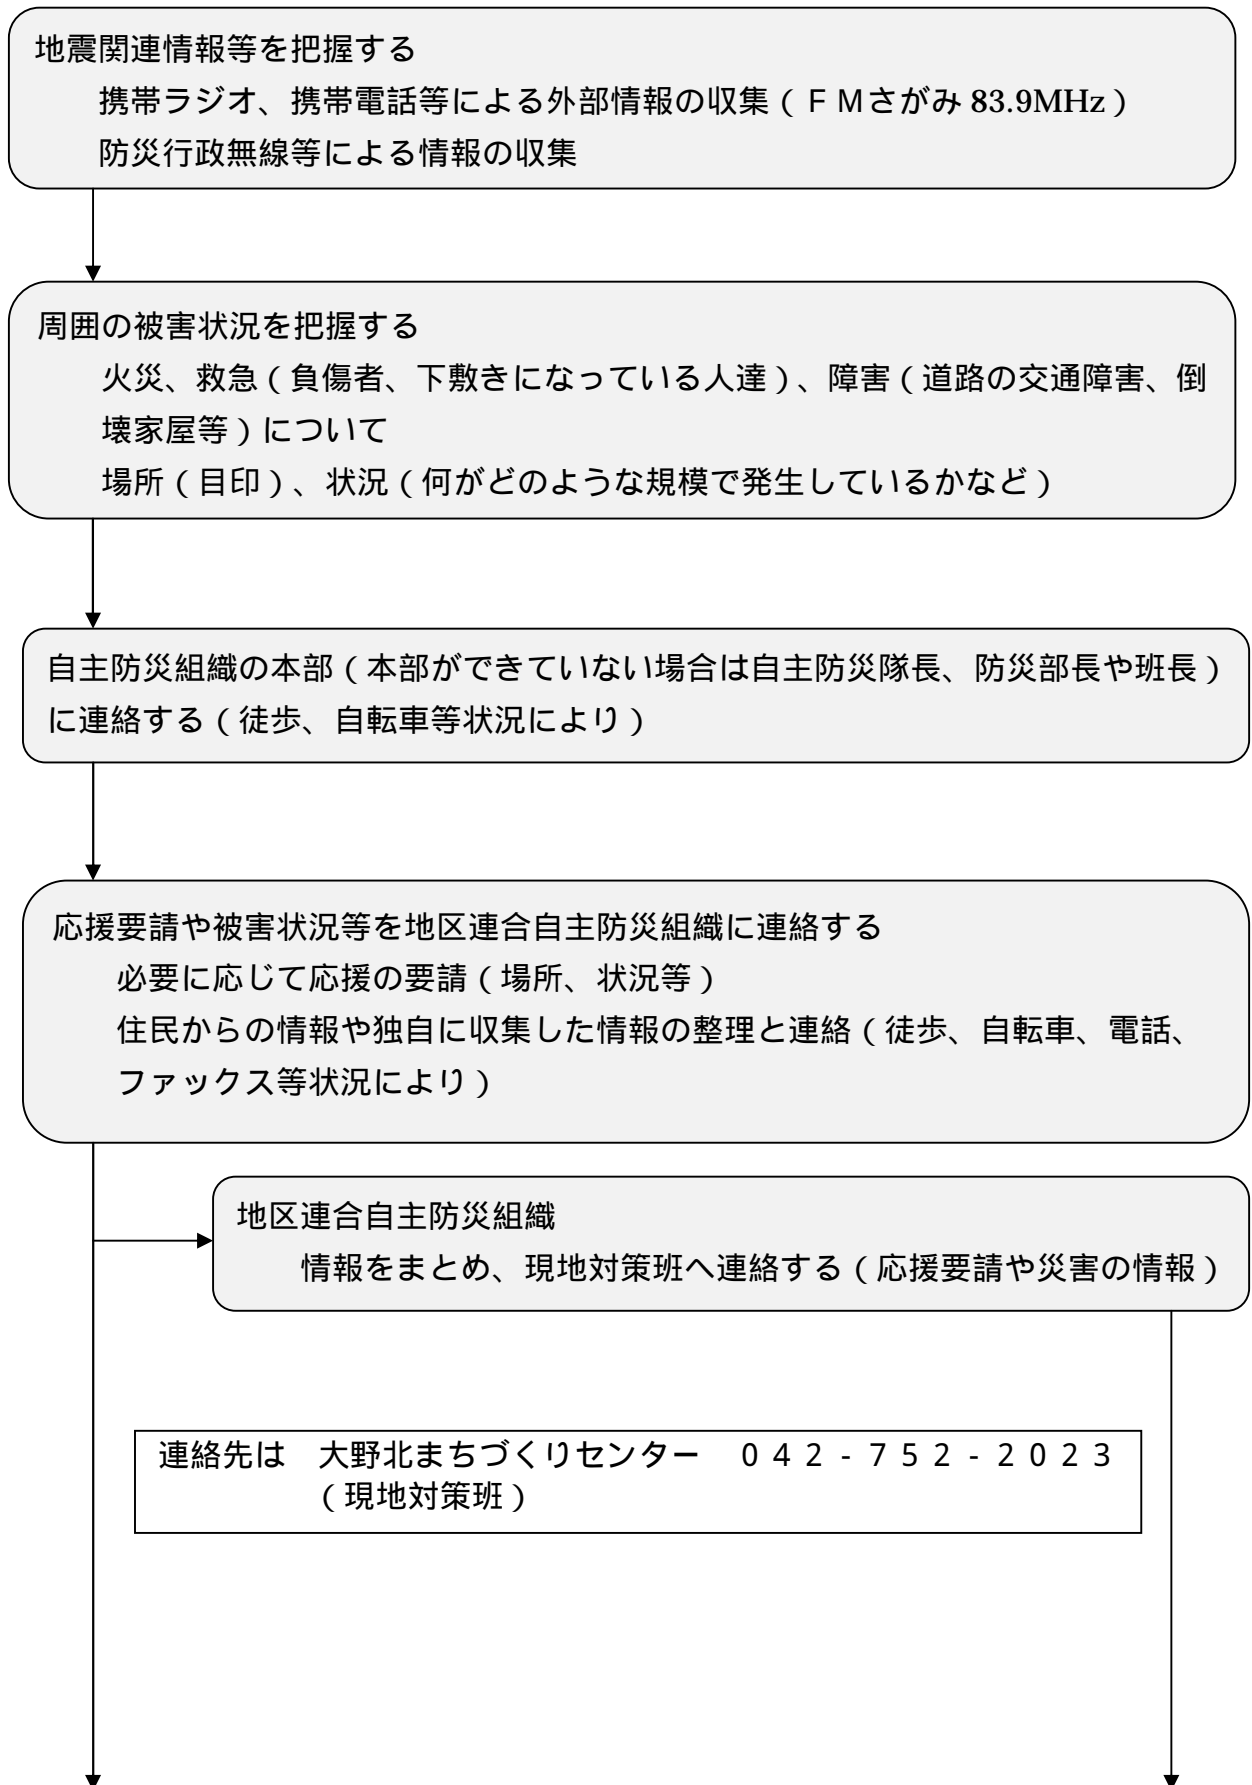 地震関連情報等を把握する
携帯ラジオ、携帯電話等による外部情報の収集（ＦＭさがみ 83.9MHz）
防災行政無線等による情報の収集
周囲の被害状況を把握する
火災、救急（負傷者、下敷きになっている人達）、障害（道路の交通障害、倒
壊家屋等）について
場所（目印）、状況（何がどのような規模で発生しているかなど）
自主防災組織の本部（本部ができていない場合は自主防災隊長、防災部長や班長）
に連絡する（徒歩、自転車等状況により）
応援要請や被害状況等を地区連合自主防災組織に連絡する
必要に応じて応援の要請（場所、状況等）
住民からの情報や独自に収集した情報の整理と連絡（徒歩、自転車、電話、
ファックス等状況により）
地区連合自主防災組織
情報をまとめ、現地対策班へ連絡する（応援要請や災害の情報）
連絡先は　大野北まちづくりセンター　０４２-７５２-２０２３
（現地対策班）